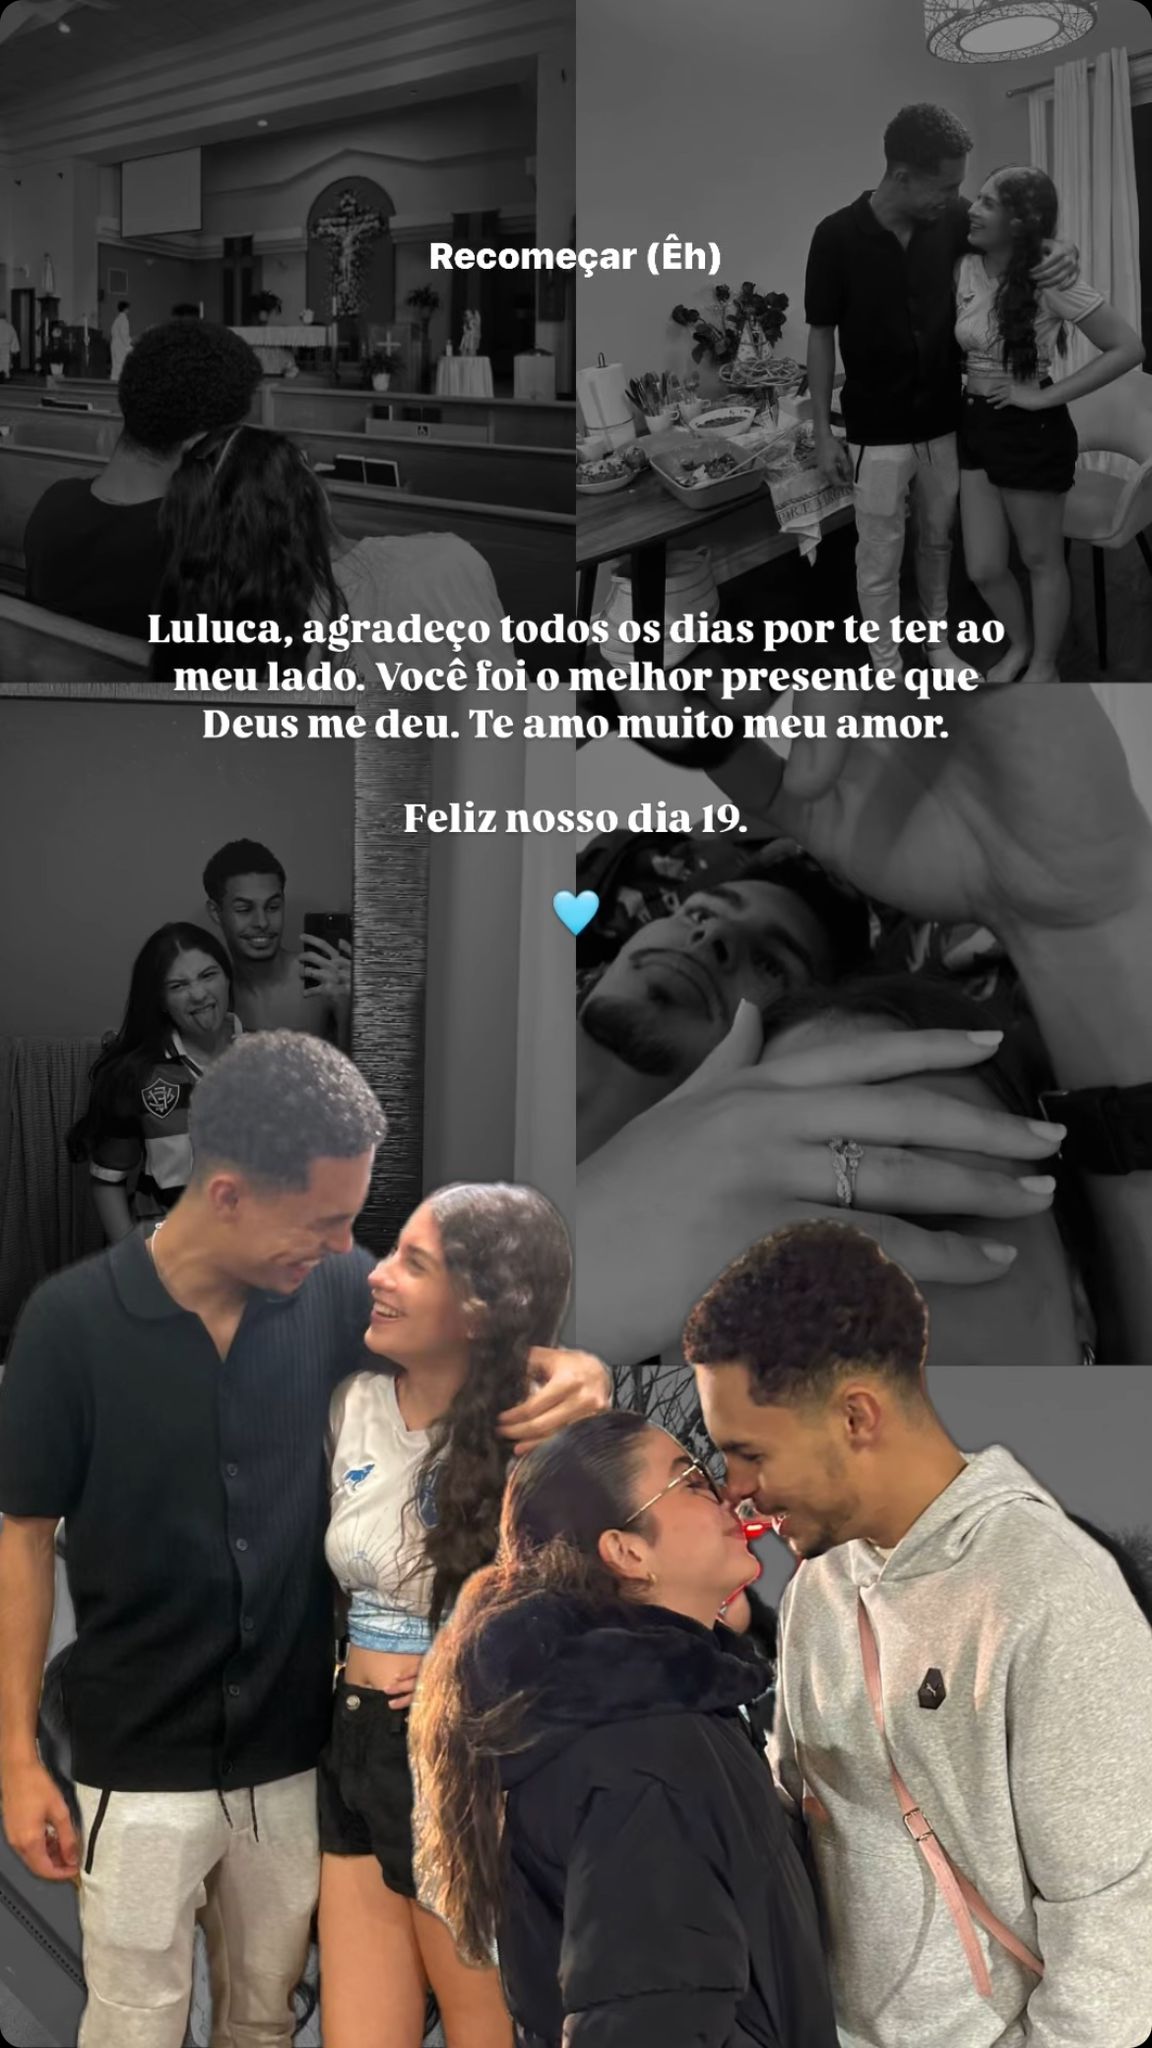 Recomeçar (Êh)
Luluca, agradeço todos os dias por te ter ao
meu lado. Você foi o melhor presente que
Deus me deu. Te amo muito meu amor.
Feliz nosso dia 19.